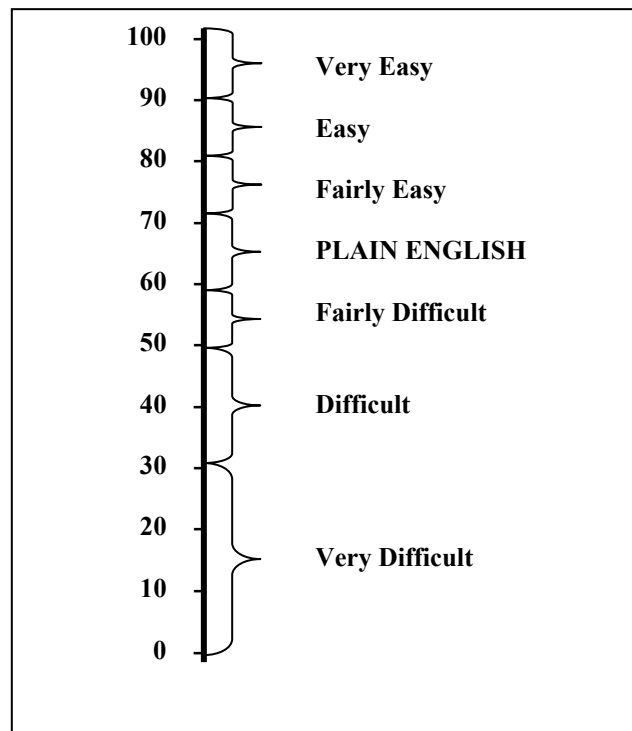 100
Very Easy
90
Easy
80
Fairly Easy
70
PLAIN ENGLISH
60
Fairly Difficult
50
40
Difficult
30
20
Very Difficult
10
0